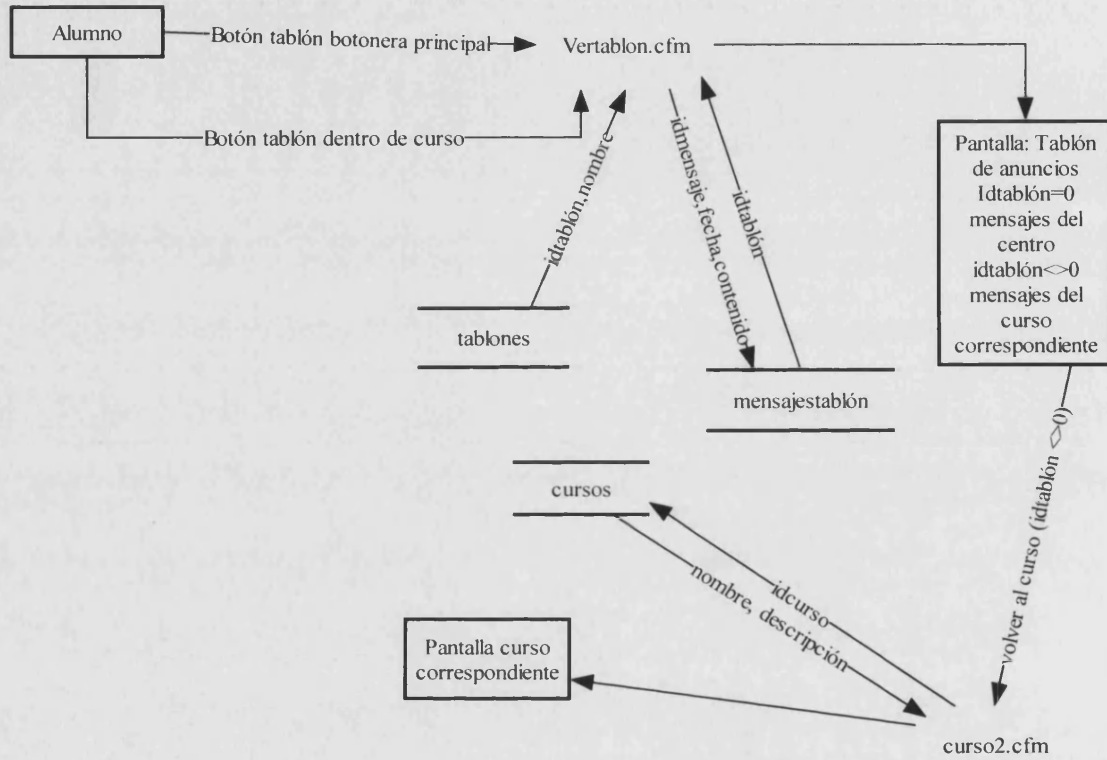 Alumno
Botón tablón botonera principal
Vertablon.cfm
Botón tablón dentro de curso
idtablón,nombre
idmensaje,fecha,contenido
idtablón
Pantalla: Tablón
de anuncios
Idtablón=0
mensajes del
centro
idtablón<>0
mensajes del
curso
correspondiente
tablones
mensajestablón
volver al curso (idtablón <>0)
cursos
idcurso
nombre, descripción
Pantalla curso
correspondiente
curso2.cfm